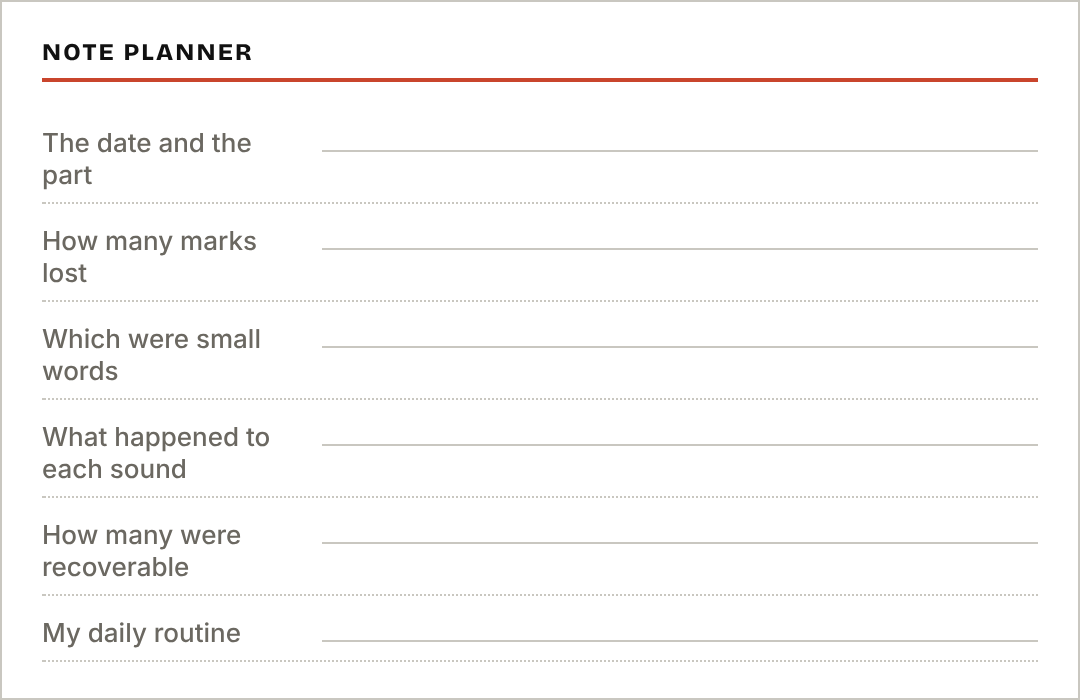 NOTE PLANNER
The date and the
part
How many marks
lost
Which were small
words
What happened to
each sound
How many were
recoverable
My daily routine